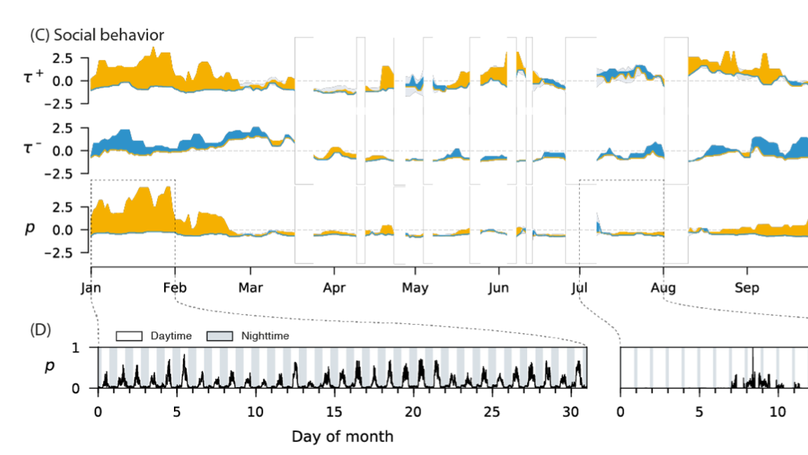 (C) Social behavior
2.5
τ+ 0.0
−2.5
2.5
τ- 0.0
−2.5
2.5
p 0.0
−2.5
Jan Feb Mar Apr May Jun Jul Aug Sep
(D) Daytime Nighttime
1
p
0
0 5 10 15 20 25 30 0 5 10
Day of month